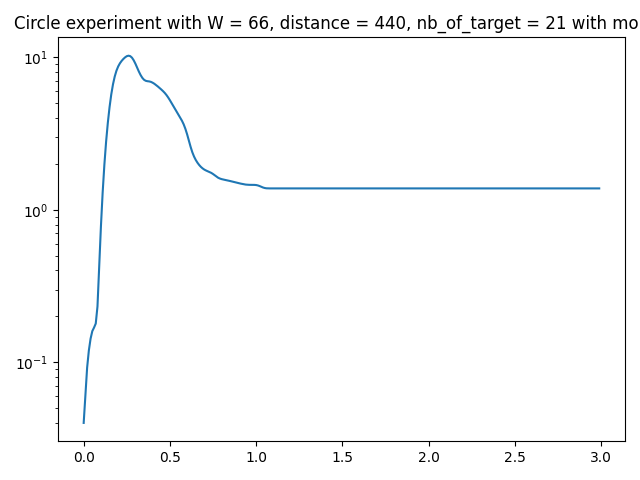 Circle experiment with W = 66, distance = 440, nb_of_target = 21 with mo
10¹
10⁰
10⁻¹
0.0 0.5 1.0 1.5 2.0 2.5 3.0